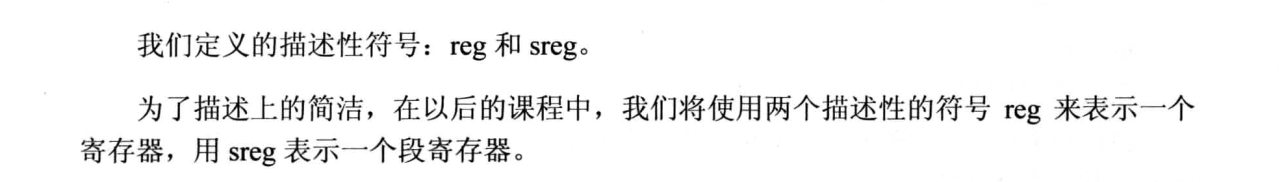 我们定义的描述性符号：reg 和 sreg。
为了描述上的简洁，在以后的课程中，我们将使用两个描述性的符号 reg 来表示一个
寄存器，用 sreg 表示一个段寄存器。